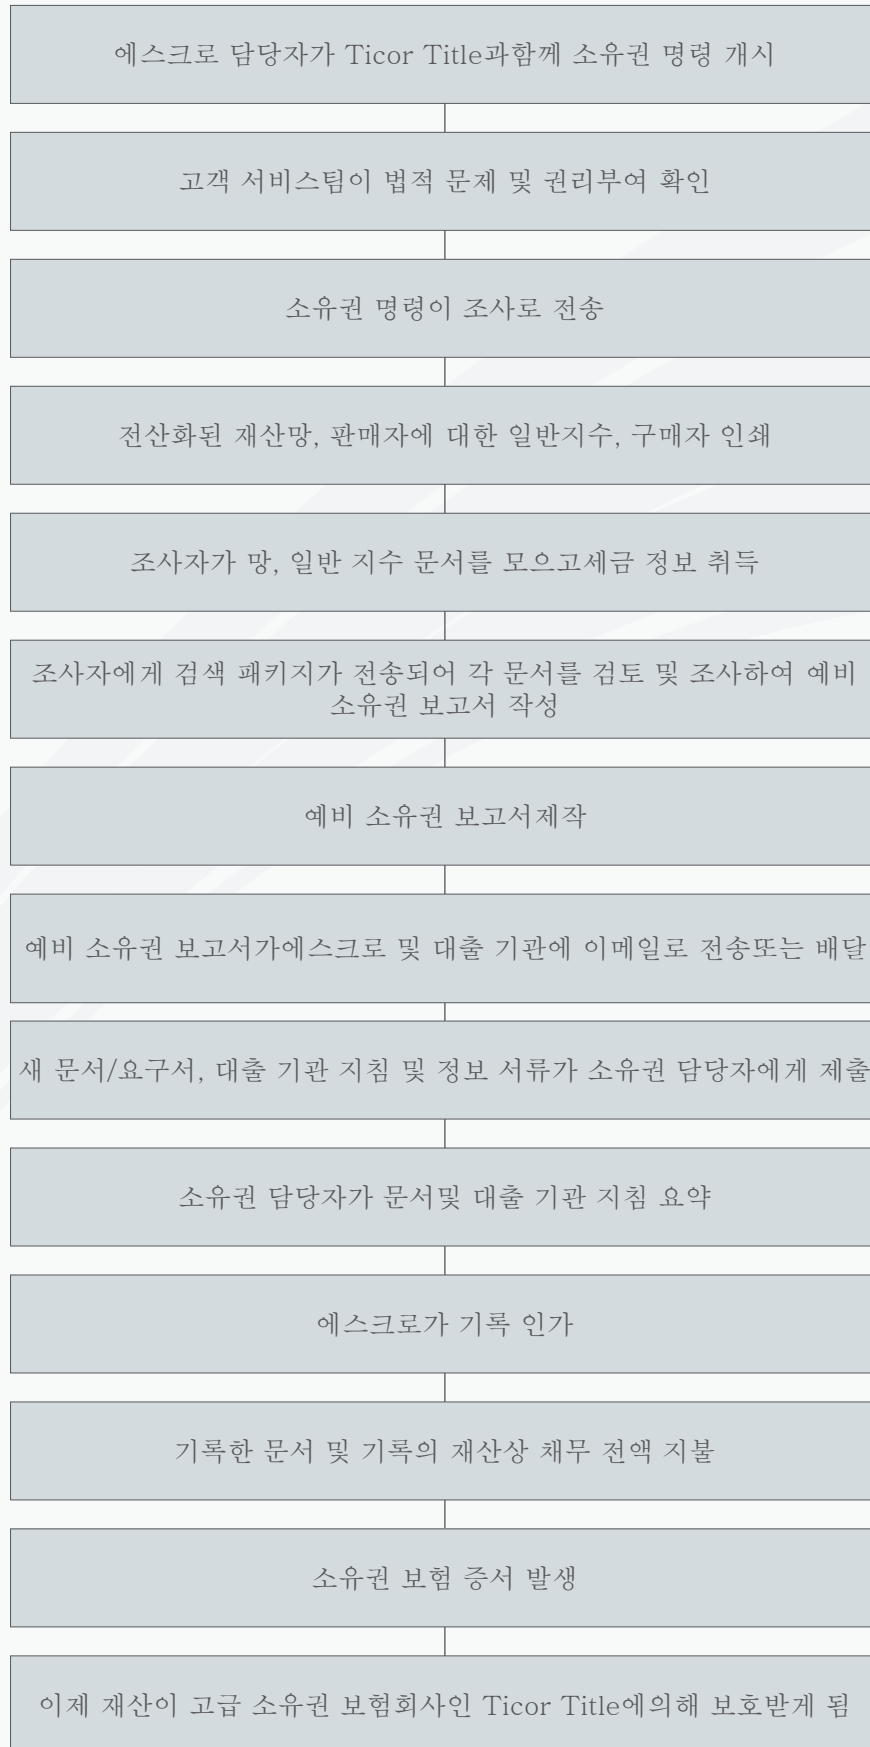 에스크로 담당자가 Ticor Title과함께 소유권 명령 개시
고객 서비스팀이 법적 문제 및 권리부여 확인
소유권 명령이 조사로 전송
전산화된 재산망, 판매자에 대한 일반지수, 구매자 인쇄
조사자가 망, 일반 지수 문서를 모으고세금 정보 취득
조사자에게 검색 패키지가 전송되어 각 문서를 검토 및 조사하여 예비
소유권 보고서 작성
예비 소유권 보고서제작
예비 소유권 보고서가에스크로 및 대출 기관에 이메일로 전송또는 배달
새 문서/요구서, 대출 기관 지침 및 정보 서류가 소유권 담당자에게 제출
소유권 담당자가 문서및 대출 기관 지침 요약
에스크로가 기록 인가
기록한 문서 및 기록의 재산상 채무 전액 지불
소유권 보험 증서 발생
이제 재산이 고급 소유권 보험회사인 Ticor Title에의해 보호받게 됨